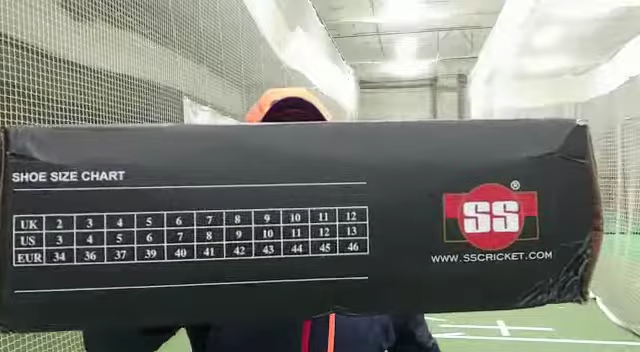 SHOE SIZE CHART
UK 2 3 4 5 6 7 8 9 10 11 12
US 3 4 5 6 7 8 9 10 11 12 13
EUR 34 36 37 39 40 41 42 43 44 45 46
®
SS
WWW.SSCRICKET.COM